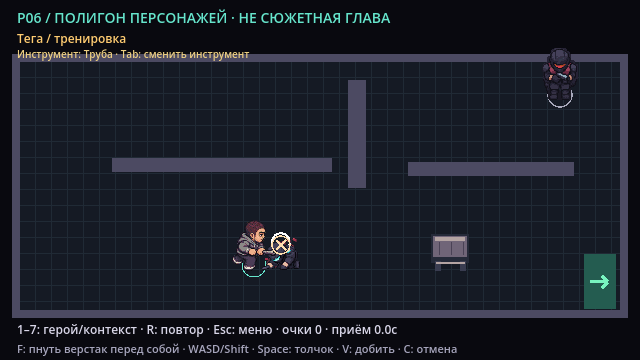 P06 / ПОЛИГОН ПЕРСОНАЖЕЙ · НЕ СЮЖЕТНАЯ ГЛАВА
Тега / тренировка
Инструмент: Труба · Tab: сменить инструмент
1–7: герой/контекст · R: повтор · Esc: меню · очки 0 · приём 0.0с
F: пнуть верстак перед собой · WASD/Shift · Space: толчок · V: добить · C: отмена